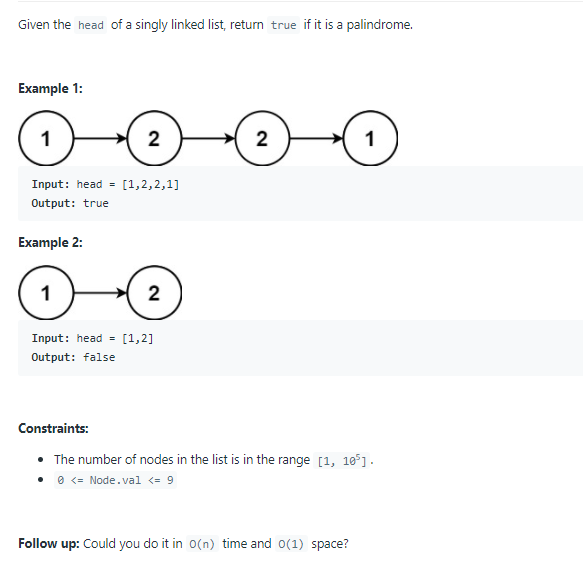 Given the head of a singly linked list, return true if it is a palindrome.
Example 1:
1 2 2 1
Input: head = [1,2,2,1]
Output: true
Example 2:
1 2
Input: head = [1,2]
Output: false
Constraints:
• The number of nodes in the list is in the range [1, 10⁵].
• 0 <= Node.val <= 9
Follow up: Could you do it in O(n) time and O(1) space?